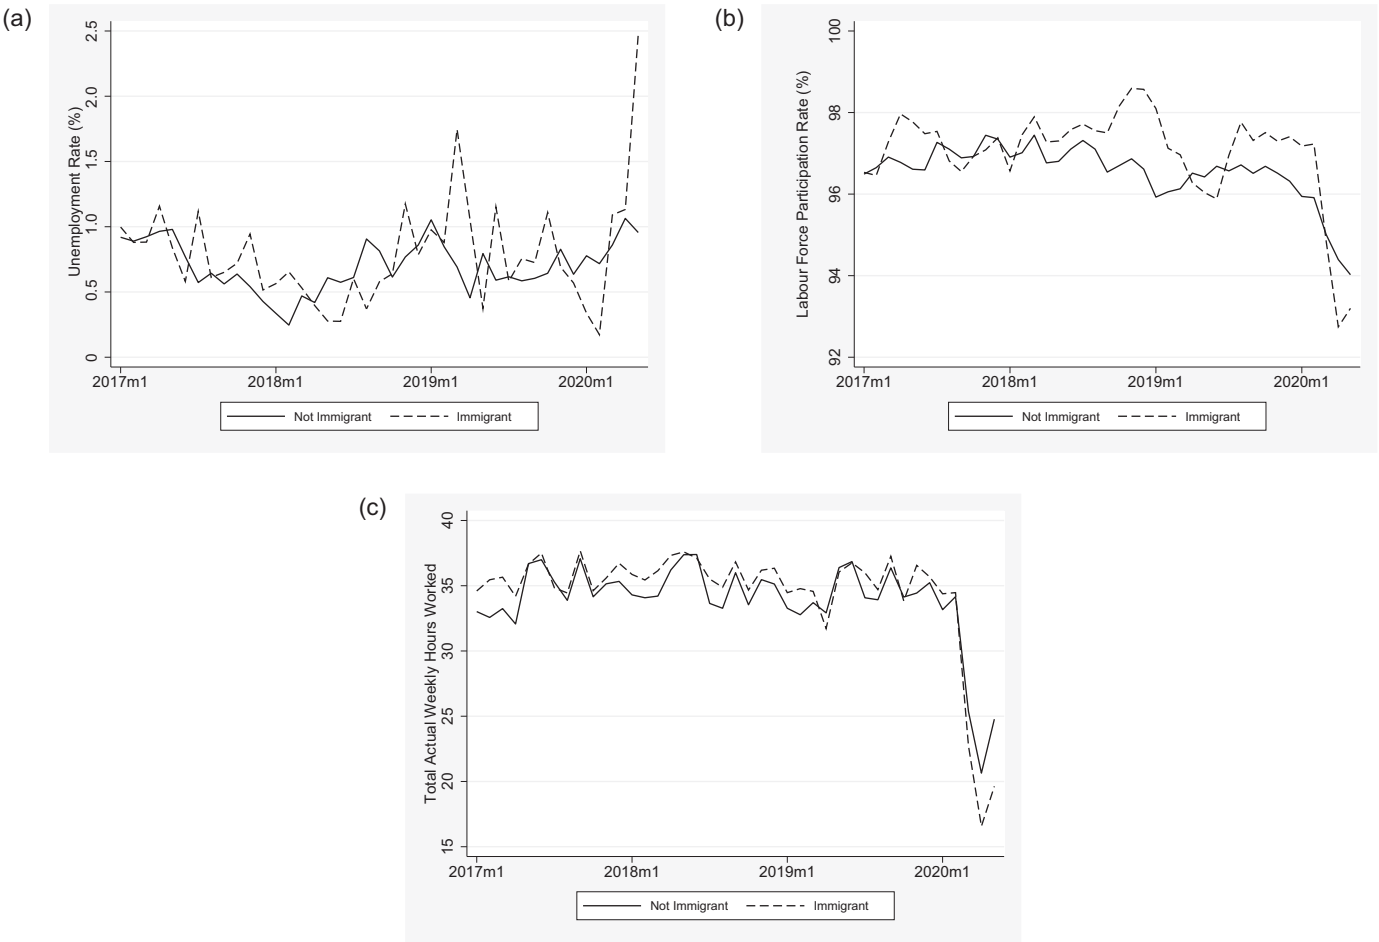 (a)
Unemployment Rate (%)
2.5
2.0
1.5
1.0
0.5
0
2017m1 2018m1 2019m1 2020m1
Not Immigrant Immigrant
(b)
Labour Force Participation Rate (%)
100
98
96
94
92
2017m1 2018m1 2019m1 2020m1
Not Immigrant Immigrant
(c)
Total Actual Weekly Hours Worked
40
35
30
25
20
15
2017m1 2018m1 2019m1 2020m1
Not Immigrant Immigrant